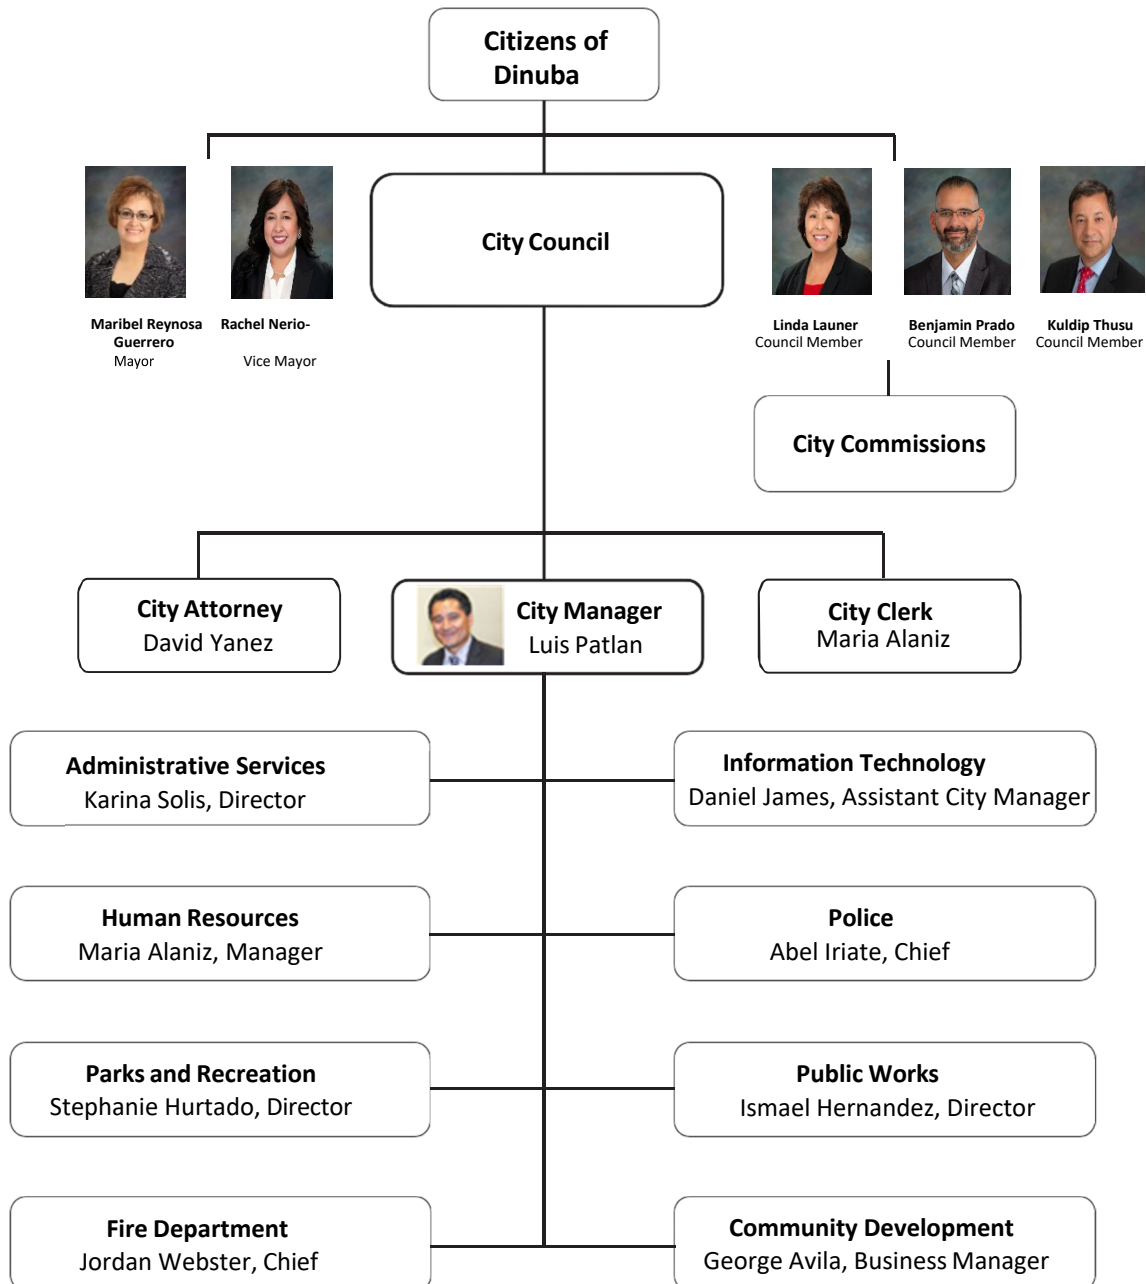 Citizens of
Dinuba
City Council
Maribel Reynosa
Guerrero
Mayor
Rachel Nerio-
Vice Mayor
Linda Launer
Council Member
Benjamin Prado
Council Member
Kuldip Thusu
Council Member
City Commissions
City Attorney
David Yanez
City Manager
Luis Patlan
City Clerk
Maria Alaniz
Administrative Services
Karina Solis, Director
Information Technology
Daniel James, Assistant City Manager
Human Resources
Maria Alaniz, Manager
Police
Abel Iriate, Chief
Parks and Recreation
Stephanie Hurtado, Director
Public Works
Ismael Hernandez, Director
Fire Department
Jordan Webster, Chief
Community Development
George Avila, Business Manager